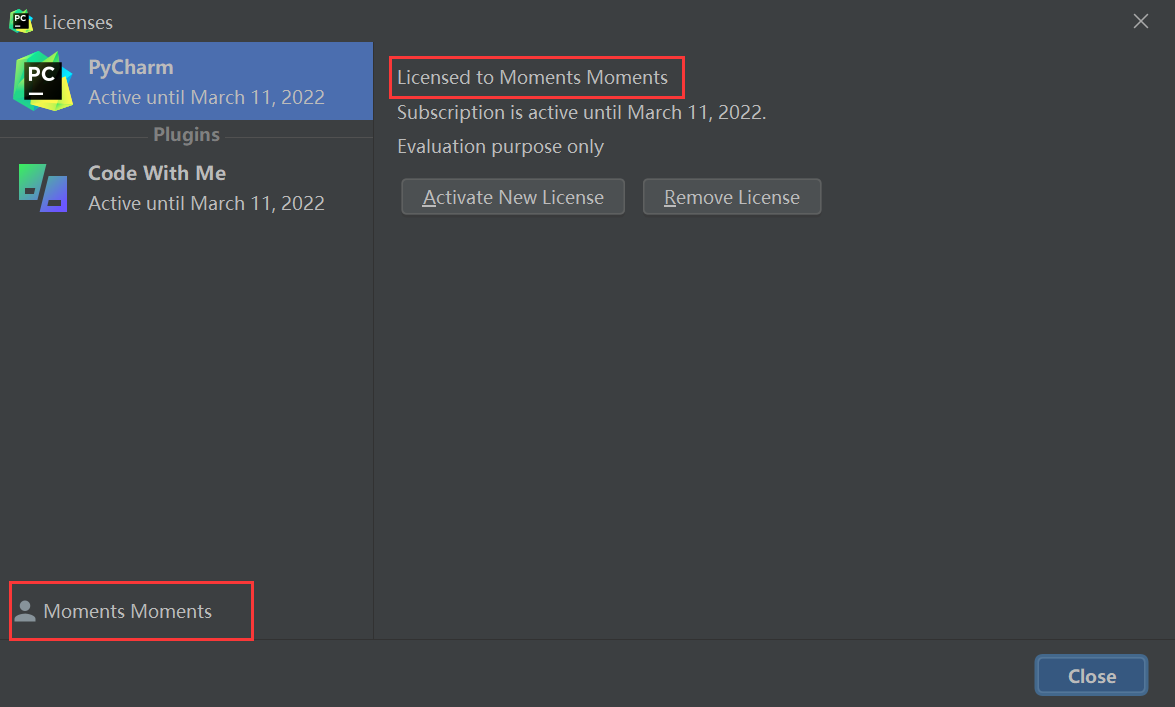 Licenses
PC
PyCharm
Active until March 11, 2022
Plugins
Code With Me
Active until March 11, 2022
Moments Moments
Licensed to Moments Moments
Subscription is active until March 11, 2022.
Evaluation purpose only
Activate New License Remove License
Close